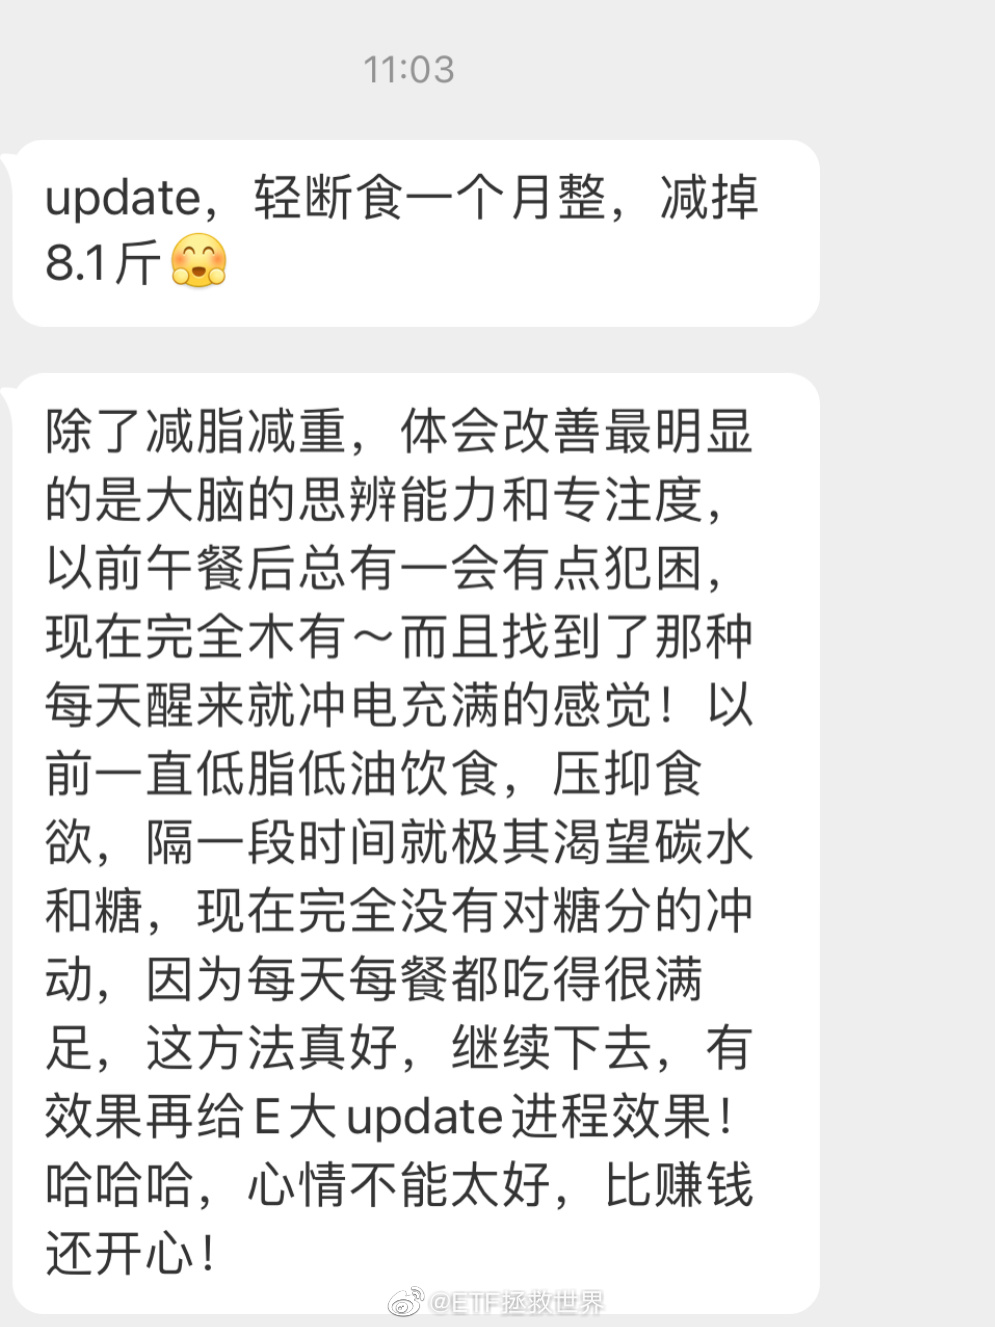 11:03
update，轻断食一个月整，减掉
8.1斤🤗
除了减脂减重，体会改善最明显
的是大脑的思辨能力和专注度，
以前午餐后总有一会有点犯困，
现在完全木有～而且找到了那种
每天醒来就冲电充满的感觉！以
前一直低脂低油饮食，压抑食
欲，隔一段时间就极其渴望碳水
和糖，现在完全没有对糖分的冲
动，因为每天每餐都吃得很满
足，这方法真好，继续下去，有
效果再给E大update进程效果！
哈哈哈，心情不能太好，比赚钱
还开心！
@ETF拯救世界